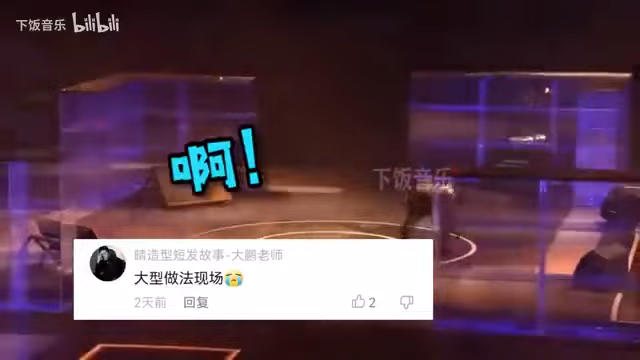 下饭音乐 bilibili
啊！
下饭音乐
睛造型短发故事-大鹏老师
大型做法现场😭
2天前 回复 2